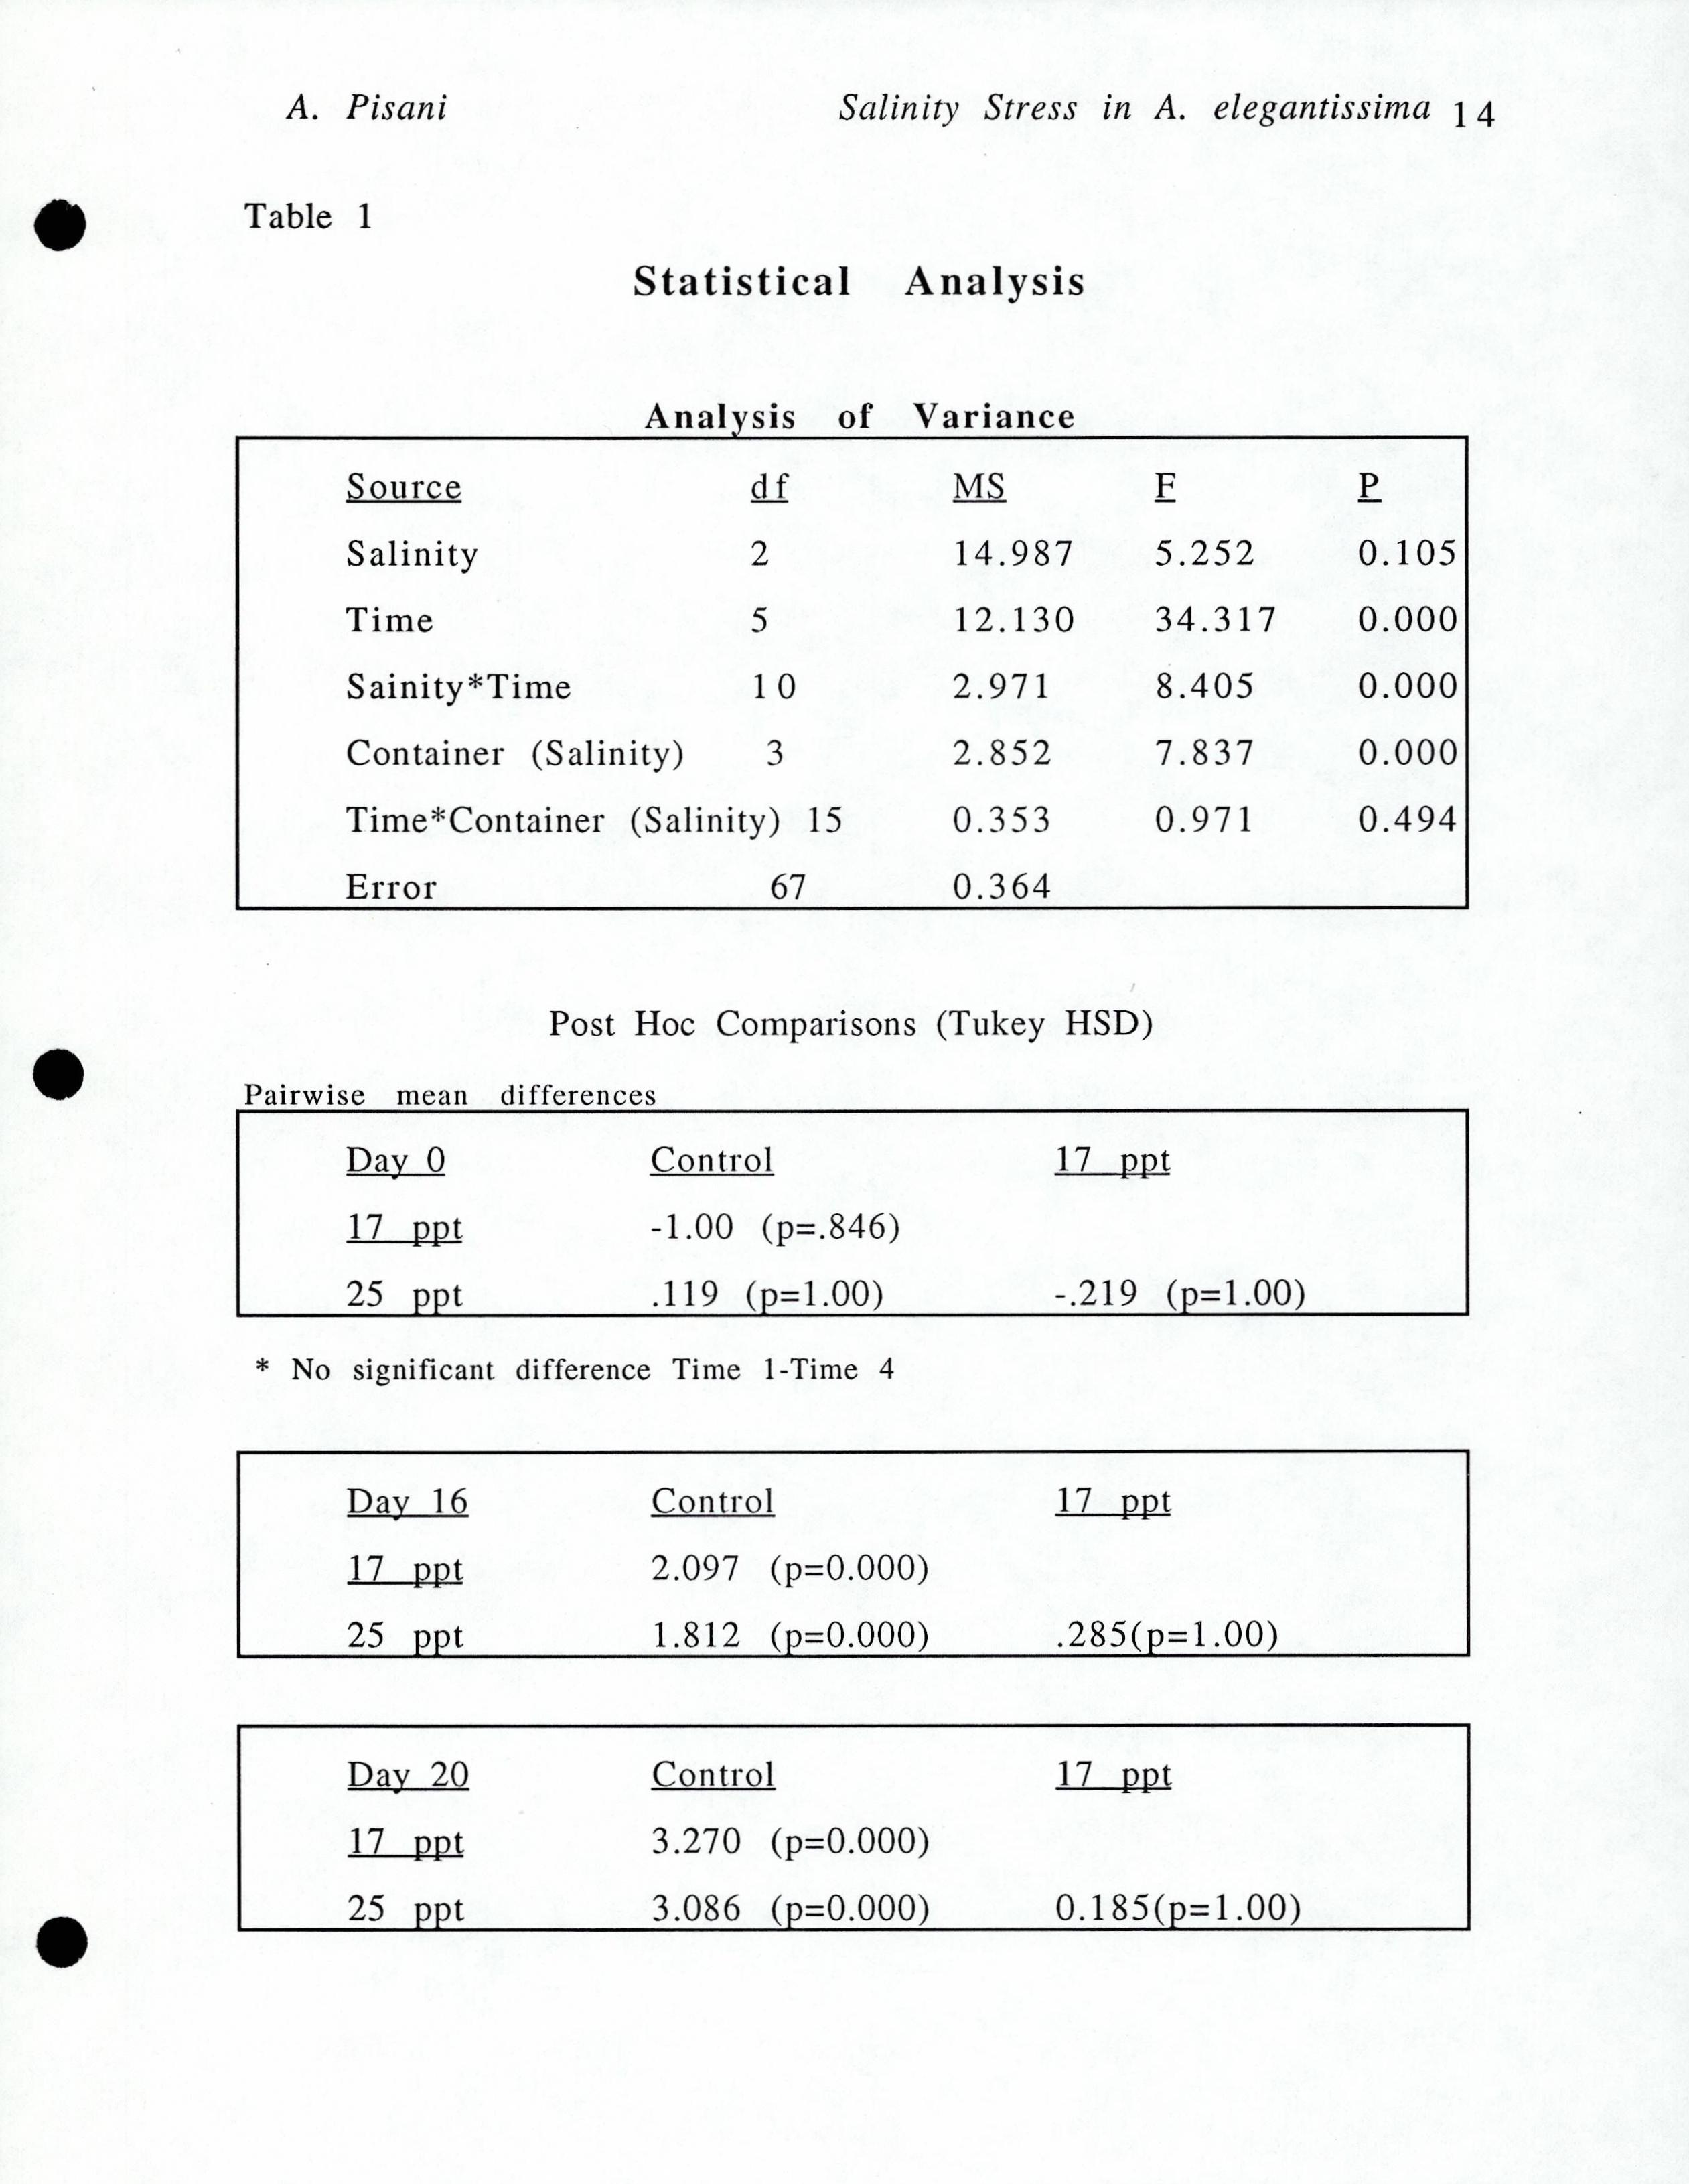 A. Pisani Salinity Stress in A. elegantissima 14
Table 1
Statistical Analysis
Analysis of Variance
Source df MS F P
Salinity 2 14.987 5.252 0.105
Time 5 12.130 34.317 0.000
Sainity*Time 10 2.971 8.405 0.000
Container (Salinity) 3 2.852 7.837 0.000
Time*Container (Salinity) 15 0.353 0.971 0.494
Error 67 0.364
Post Hoc Comparisons (Tukey HSD)
Pairwise mean differences
Day 0 Control 17 ppt
17 ppt -1.00 (p=.846)
25 ppt .119 (p=1.00) -.219 (p=1.00)
* No significant difference Time 1-Time 4
Day 16 Control 17 ppt
17 ppt 2.097 (p=0.000)
25 ppt 1.812 (p=0.000) .285(p=1.00)
Day 20 Control 17 ppt
17 ppt 3.270 (p=0.000)
25 ppt 3.086 (p=0.000) 0.185(p=1.00)